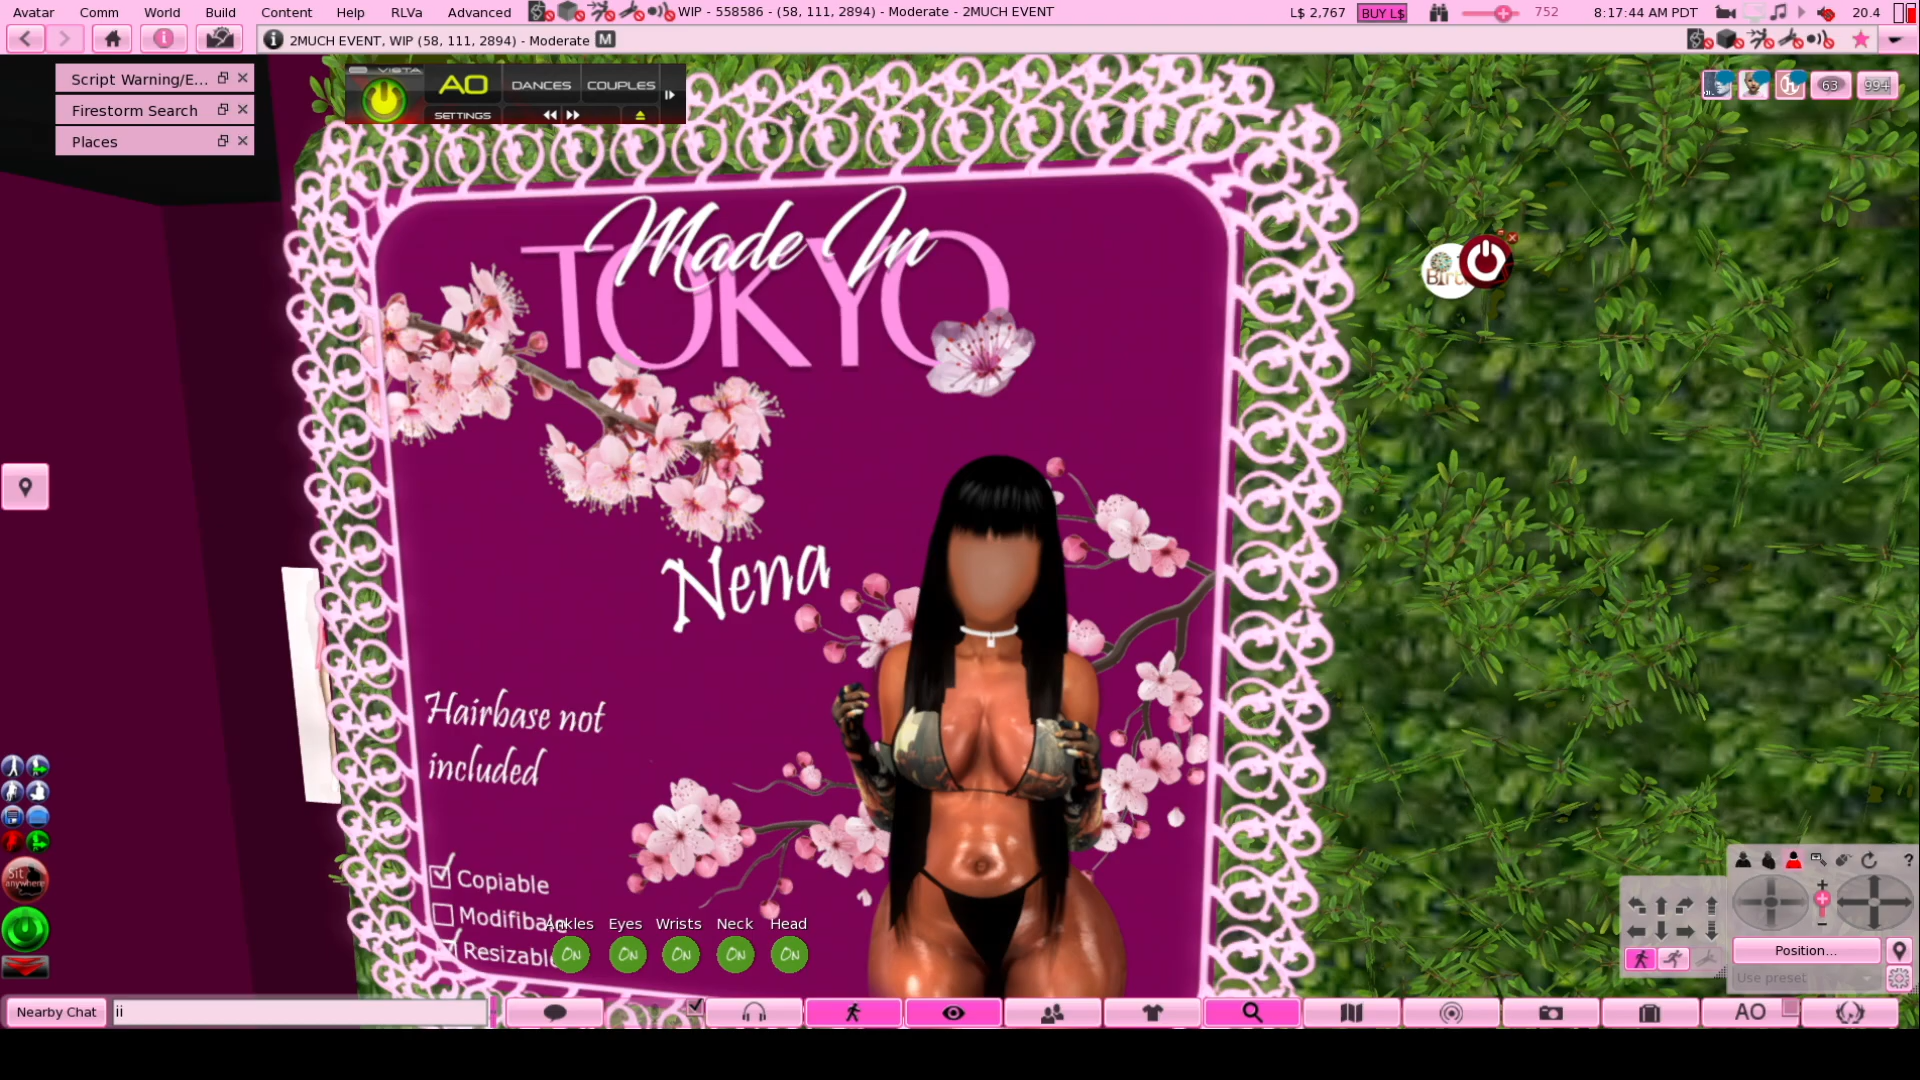 Avatar Comm World Build Content Help RLVa Advanced WIP - 558586 - (58, 111, 2894) - Moderate - 2MUCH EVENT L$ 2,767 BUY L$ 752 8:17:44 AM PDT 20.4
2MUCH EVENT, WIP (58, 111, 2894) - Moderate M
Script Warning/E...
Firestorm Search
Places
VISTA
AO DANCES COUPLES
SETTINGS
63 994
Made In
TOKYO
Nena
Hairbase not
included
Copiable
Eyes Wrists Neck Head
On On On On On
Sit
anywhere
Position...
Use preset
Nearby Chat ii AO